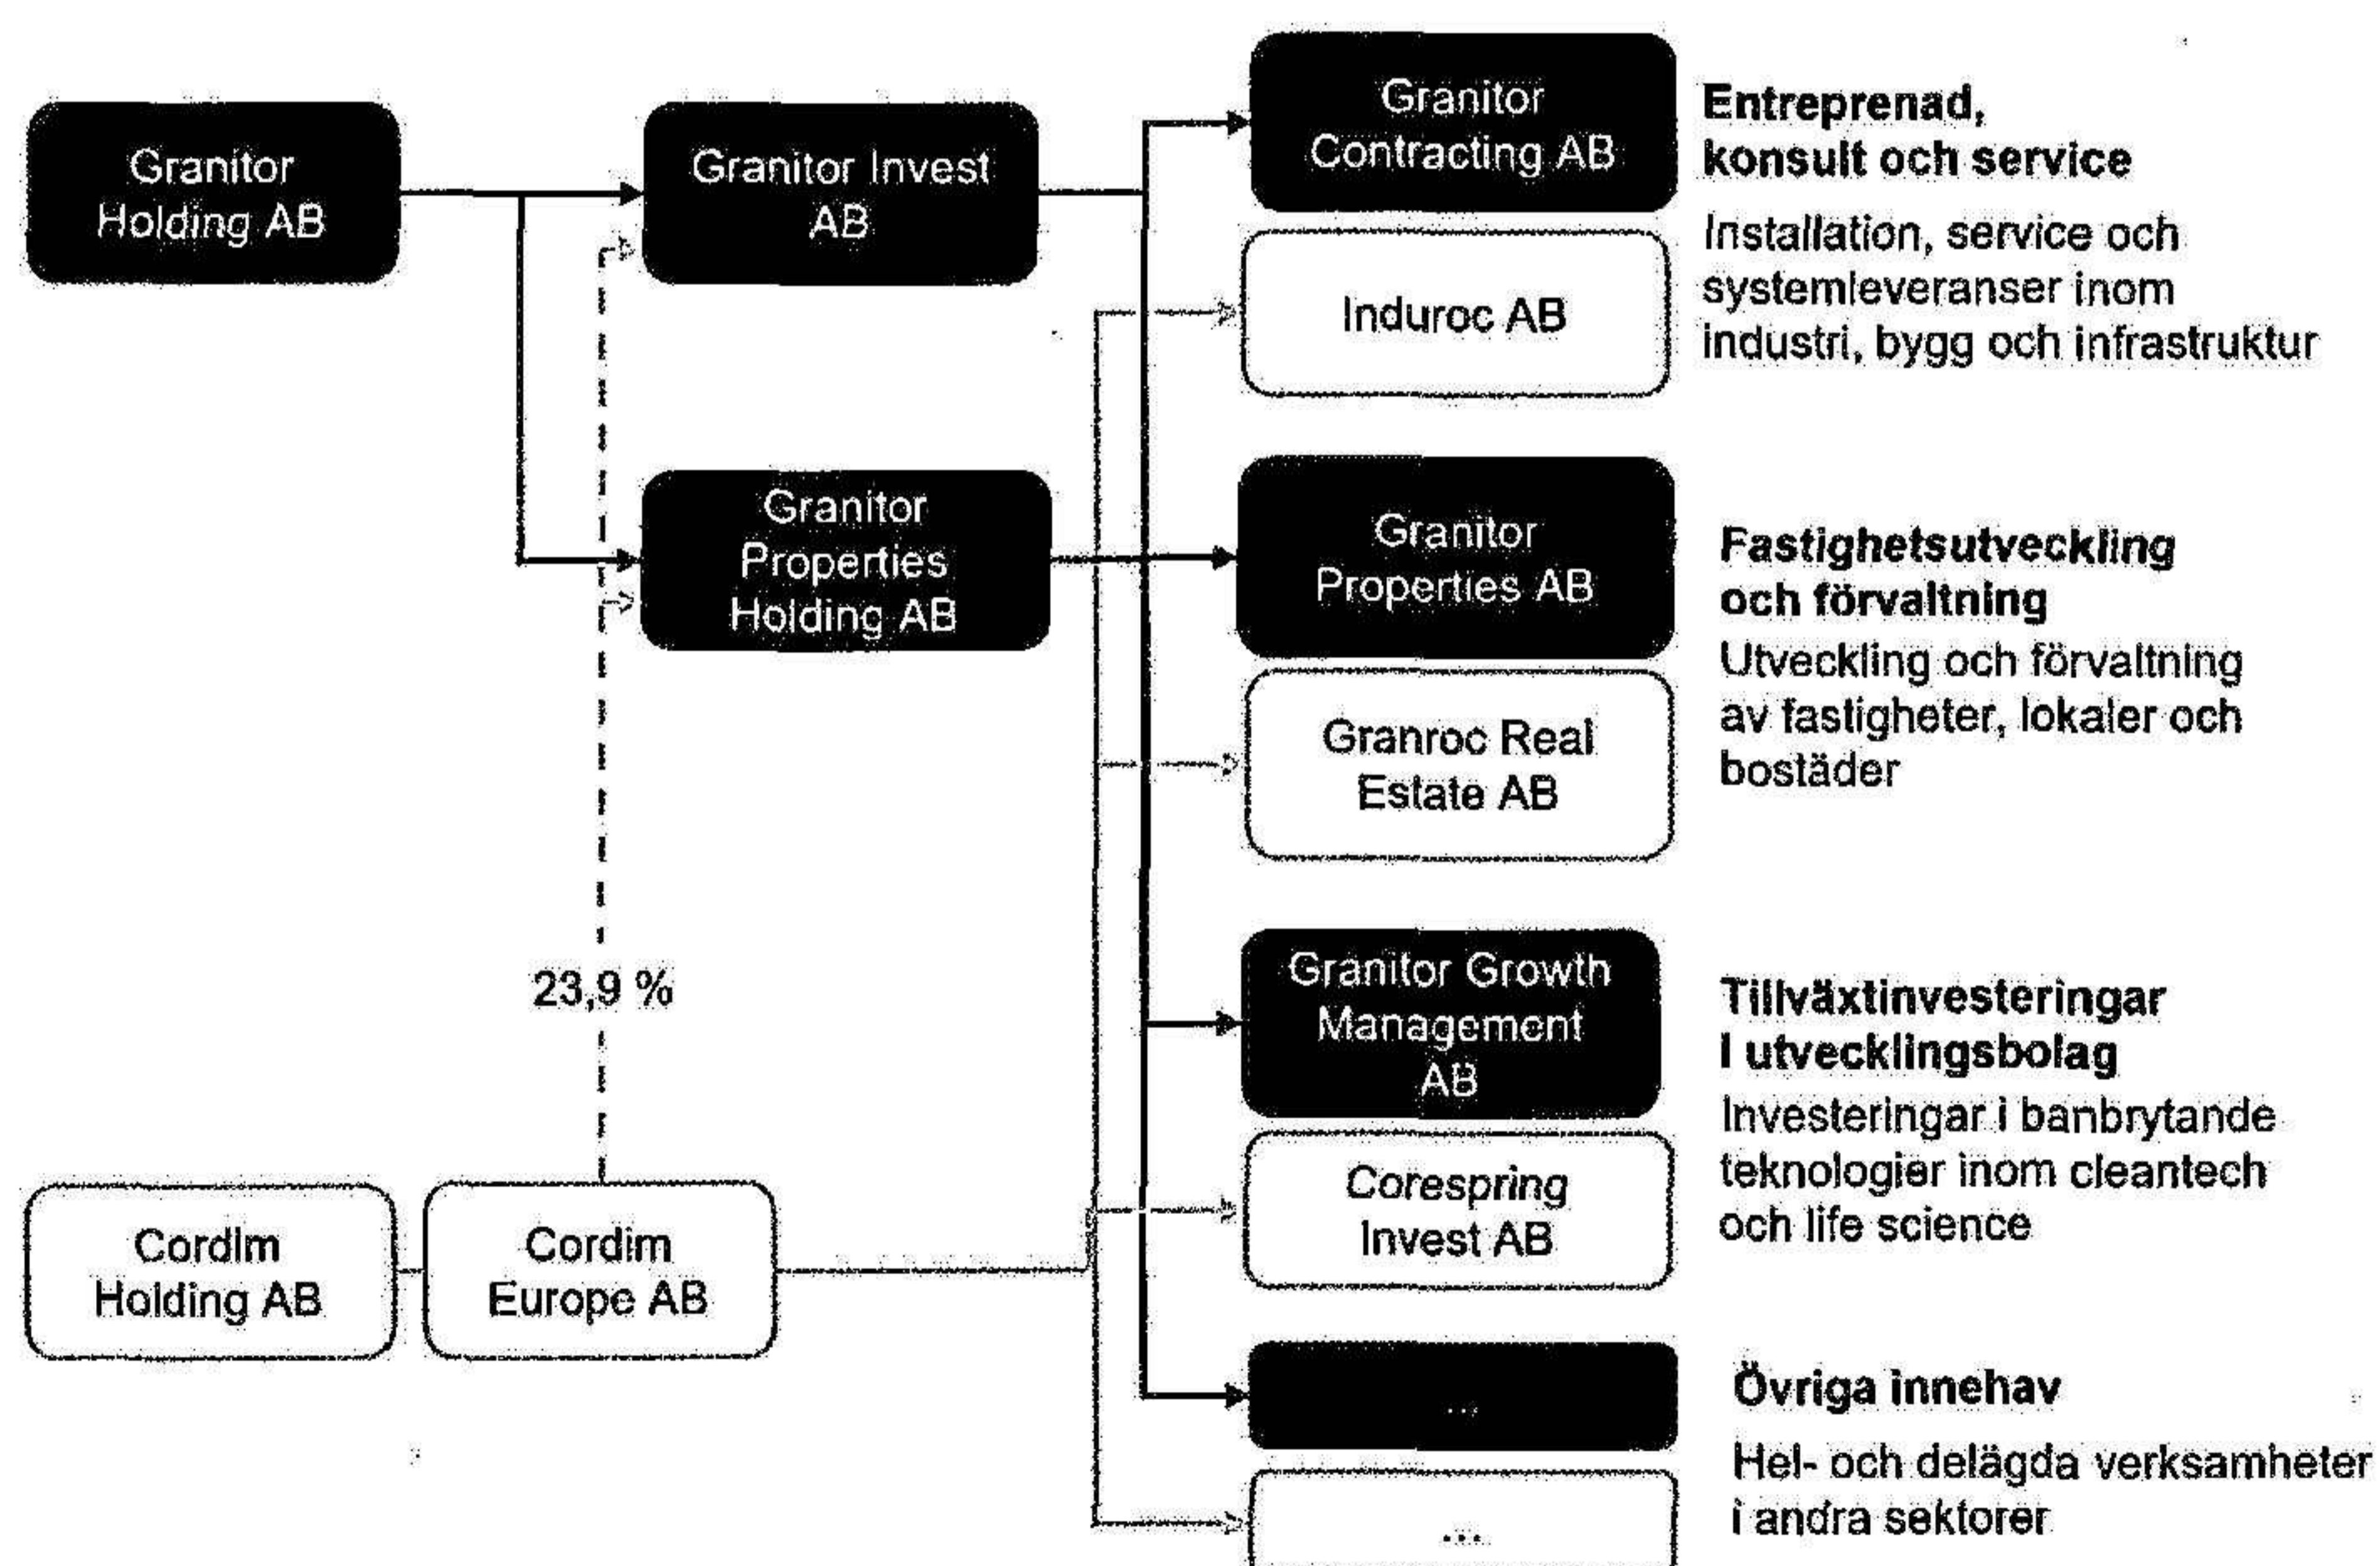 Granitor
Holding AB
Granitor Invest
AB
Granitor
Properties
Holding AB
23,9 %
Cordim
Holding AB
Cordim
Europe AB
Granitor
Contracting AB
Induroc AB
Entreprenad,
konsult och service
Installation, service och
systemleveranser inom
industri, bygg och infrastruktur
Granitor
Properties AB
Granroc Real
Estate AB
Fastighetsutveckling
och förvaltning
Utveckling och förvaltning
av fastigheter, lokaler och
bostäder
Granitor Growth
Management
AB
Corespring
Invest AB
Tillväxtinvesteringar
I utvecklingsbolag
Investeringar i banbrytande
teknologier inom cleantech
och life science
...
...
Övriga innehav
Hel- och delägda verksamheter
i andra sektorer